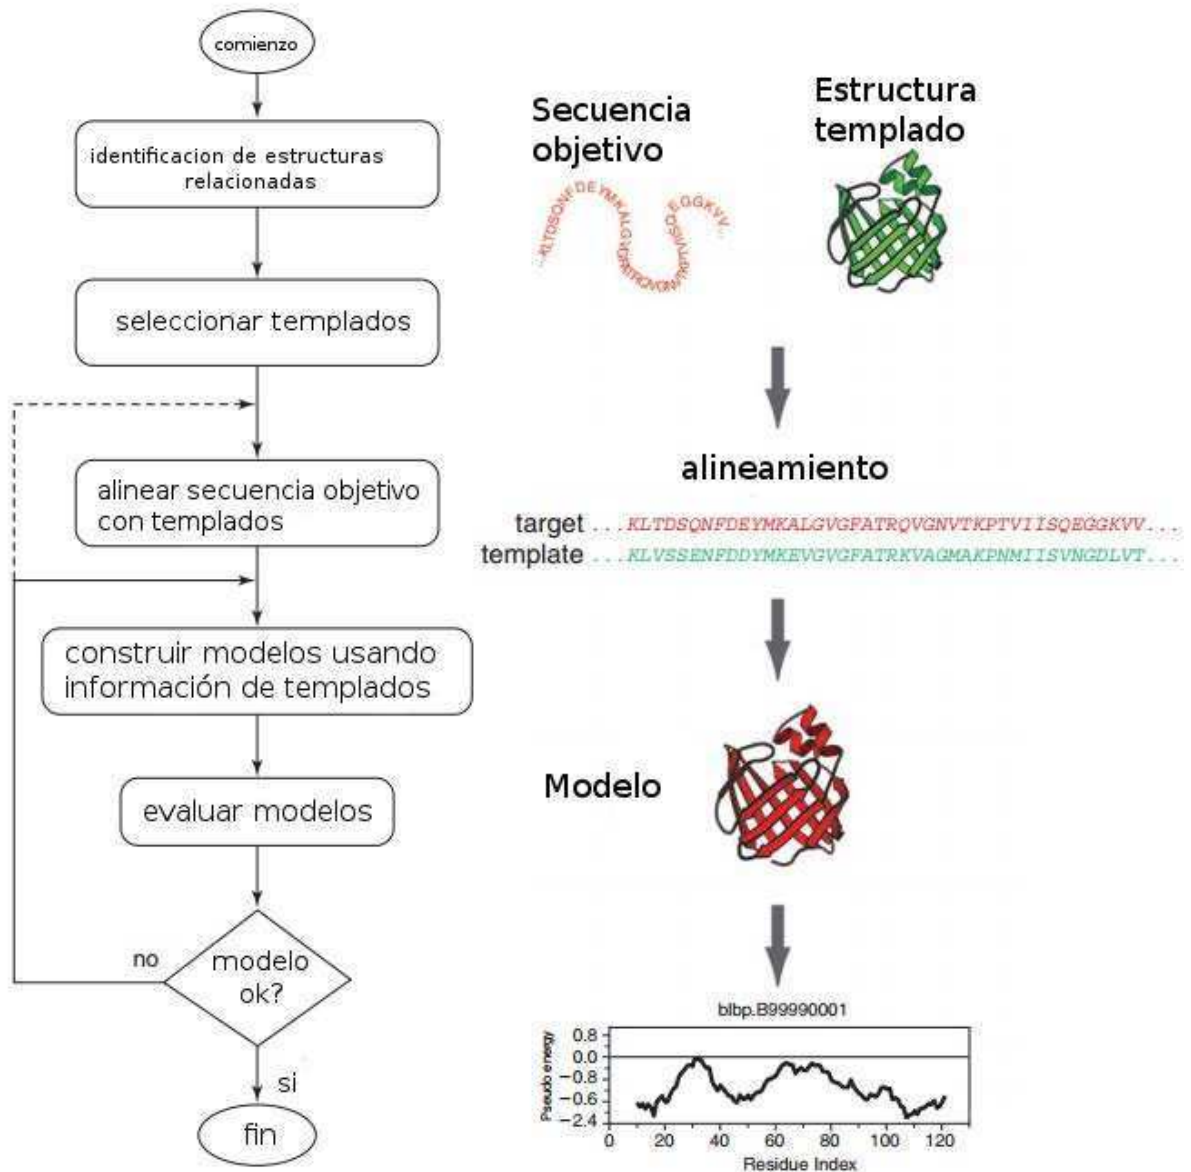 comienzo
identificacion de estructuras
relacionadas
seleccionar templados
alinear secuencia objetivo
con templados
construir modelos usando
información de templados
evaluar modelos
no
modelo
ok?
si
fin
Secuencia
objetivo
Estructura
templado
alineamiento
target ...KLTDSQNFDEYMKALGVGFATRQVGNVTKPTVIISQEGGKVV...
template ...KLVSSENFDDYMKEVGVGFATRKVAGMAKPNMIISVNGDLVT...
Modelo
blbp.B99990001
Pseudo energy
0.8
0.0
−0.8
−0.6
−2.4
0 20 40 60 80 100 120
Residue Index